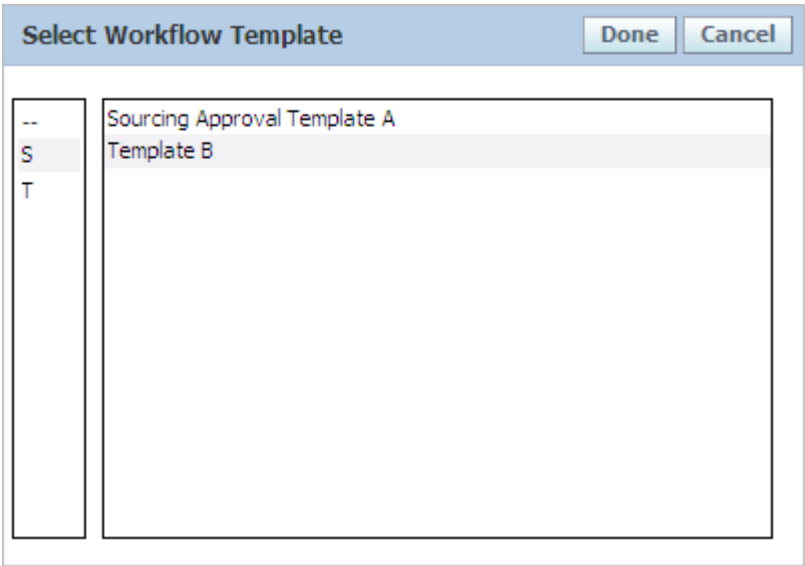 Select Workflow Template
Done
Cancel
--
S
T
Sourcing Approval Template A
Template B